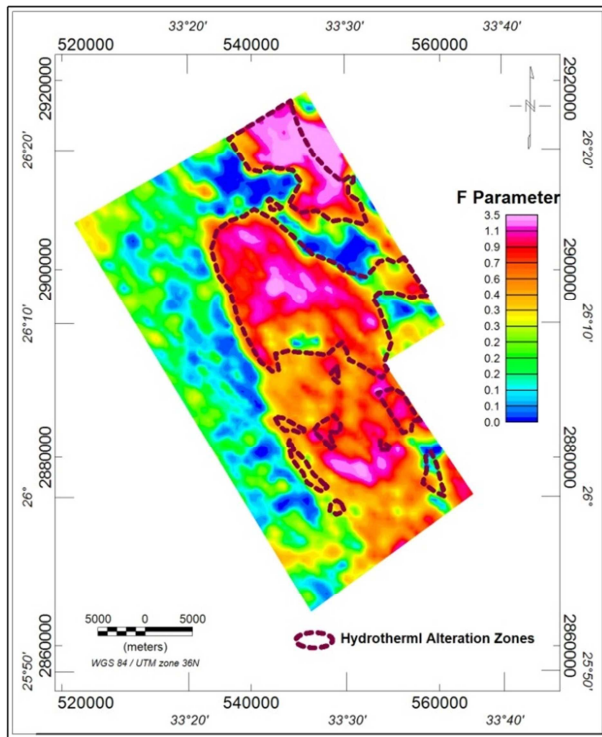 33°20' 33°30' 33°40'
520000 540000 560000
2920000 2920000
26°20' 26°20'
N
F Parameter
3.5
1.1
0.9
0.7
0.6
0.4
0.3
0.2
0.2
0.1
0.1
0.0
2900000 2900000
26°10' 26°10'
2880000 2880000
26° 26°
5000 0 5000
(meters)
WGS 84 / UTM zone 36N
Hydrotherml Alteration Zones
2860000 2860000
25°50' 25°50'
520000 540000 560000
33°20' 33°30' 33°40'